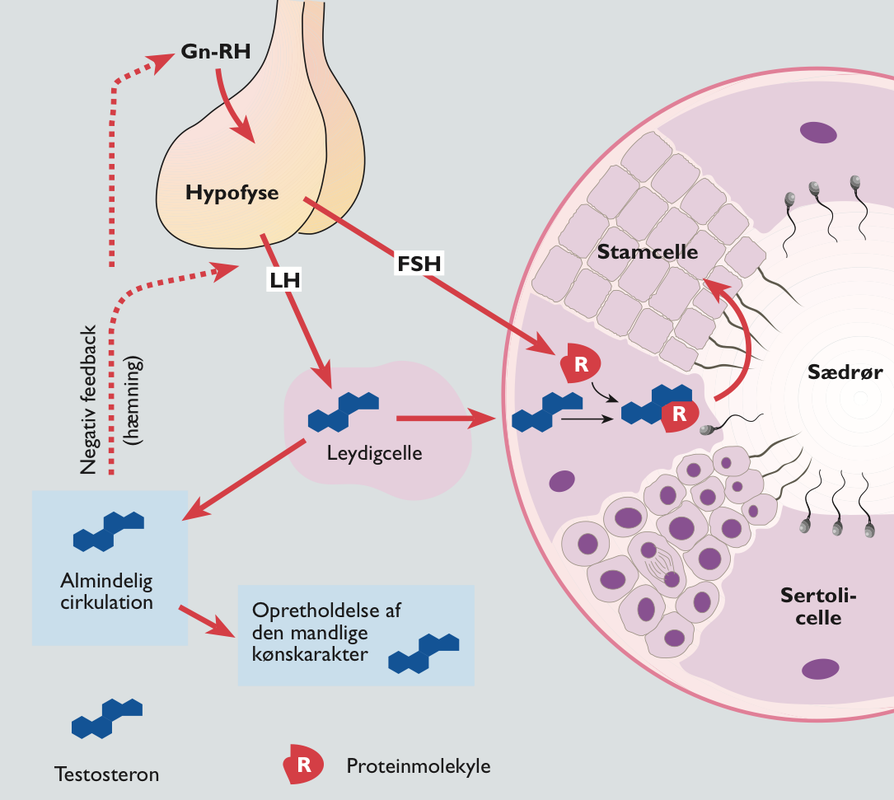 Gn-RH
Hypofyse
LH
FSH
Stamcelle
R
Sædrør
R
Negativ feedback
(hæmning)
Leydigcelle
Almindelig
cirkulation
Opretholdelse af
den mandlige
kønskarakter
Sertoli-
celle
Testosteron
R
Proteinmolekyle